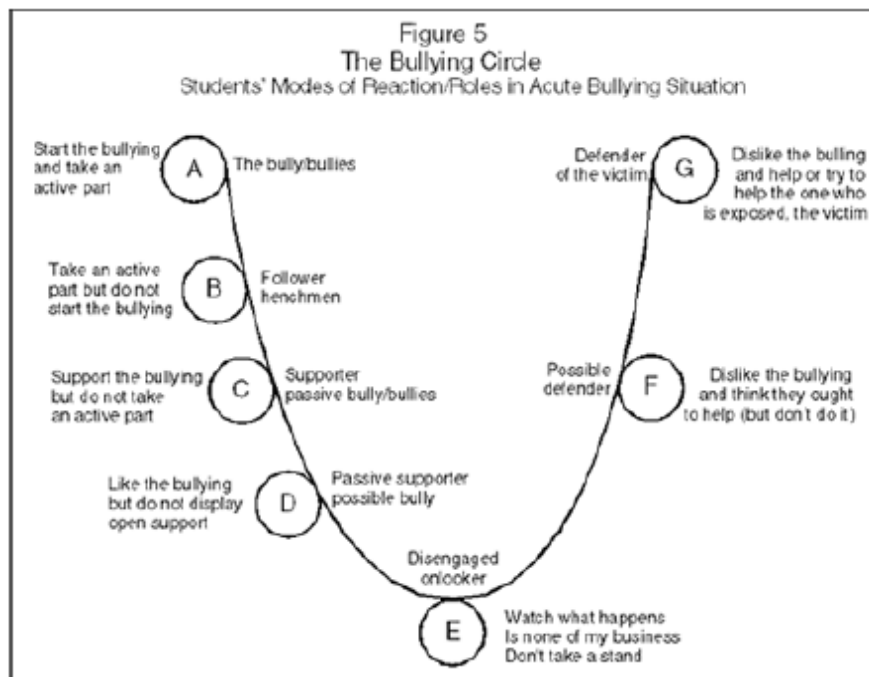 Figure 5
The Bullying Circle
Students' Modes of Reaction/Roles in Acute Bullying Situation
Start the bullying
and take an
active part
A
The bully/bullies
Take an active
part but do not
start the bullying
B
Follower
henchmen
Support the bullying
but do not take
an active part
C
Supporter
passive bully/bullies
Like the bullying
but do not display
open support
D
Passive supporter
possible bully
Disengaged
onlooker
E
Watch what happens
Is none of my business
Don't take a stand
Possible
defender
F
Dislike the bullying
and think they ought
to help (but don't do it)
Defender
of the victim
G
Dislike the bulling
and help or try to
help the one who
is exposed, the victim